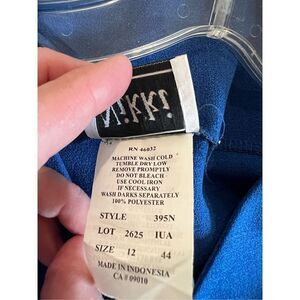 Nikki
RN 46032
MACHINE WASH COLD
TUMBLE DRY LOW
REMOVE PROMPTLY
DO NOT BLEACH
USE COOL IRON
IF NECESSARY
WASH DARKS SEPARATELY
100% POLYESTER
STYLE 395N
LOT 2625 IUA
SIZE 12 44
MADE IN INDONESIA
CA # 09010